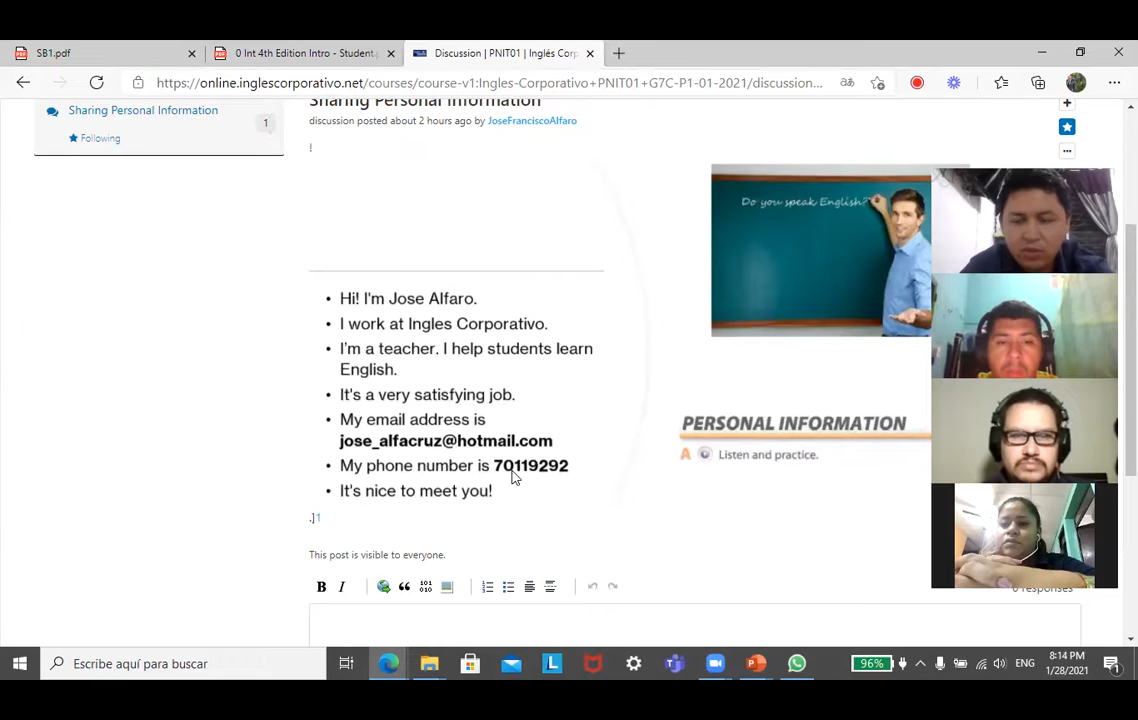 SB1.pdf
0 Int 4th Edition Intro - Student
Discussion | PNIT01 | Inglés Corp
https://online.inglescorporativo.net/courses/course-v1:Ingles-Corporativo+PNIT01+G7C-P1-01-2021/discussion...
Sharing Personal Information
1
Following
Sharing Personal Information
discussion posted about 2 hours ago by JoseFranciscoAlfaro
!
Do you speak English?
• Hi! I'm Jose Alfaro.
• I work at Ingles Corporativo.
• I'm a teacher. I help students learn
English.
• It's a very satisfying job.
• My email address is
jose_alfacruz@hotmail.com
• My phone number is 70119292
• It's nice to meet you!
PERSONAL INFORMATION
A Listen and practice.
.]1
This post is visible to everyone.
B I
101
010
0 responses
Escribe aquí para buscar
96%
ENG
8:14 PM
1/28/2021
1